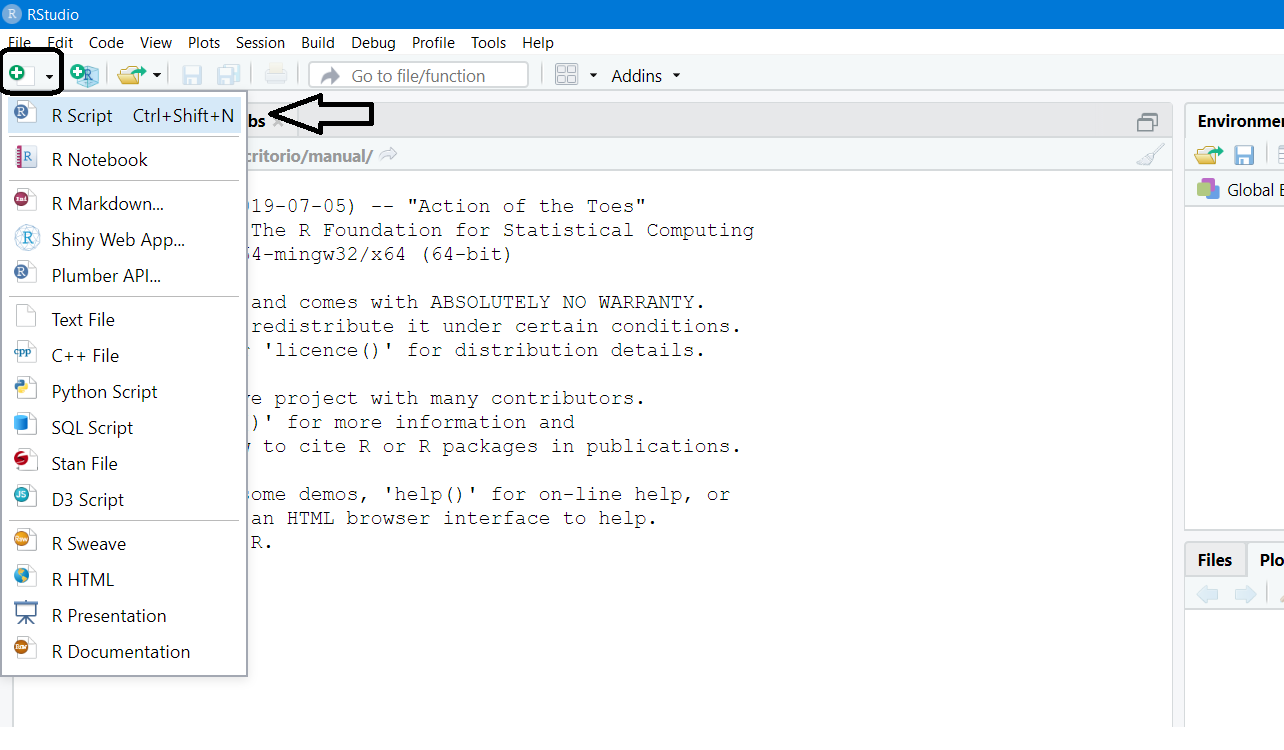 RStudio
File Edit Code View Plots Session Build Debug Profile Tools Help
Go to file/function
Addins
R Script Ctrl+Shift+N
R Notebook
R Markdown...
Shiny Web App...
Plumber API...
Text File
C++ File
Python Script
SQL Script
Stan File
D3 Script
R Sweave
R HTML
R Presentation
R Documentation
bs
critorio/manual/
019-07-05) -- "Action of the Toes"
The R Foundation for Statistical Computing
64-mingw32/x64 (64-bit)
and comes with ABSOLUTELY NO WARRANTY.
redistribute it under certain conditions.
'licence()' for distribution details.
ve project with many contributors.
)' for more information and
to cite R or R packages in publications.
some demos, 'help()' for on-line help, or
an HTML browser interface to help.
R.
Environmen
Global E
Files Plo